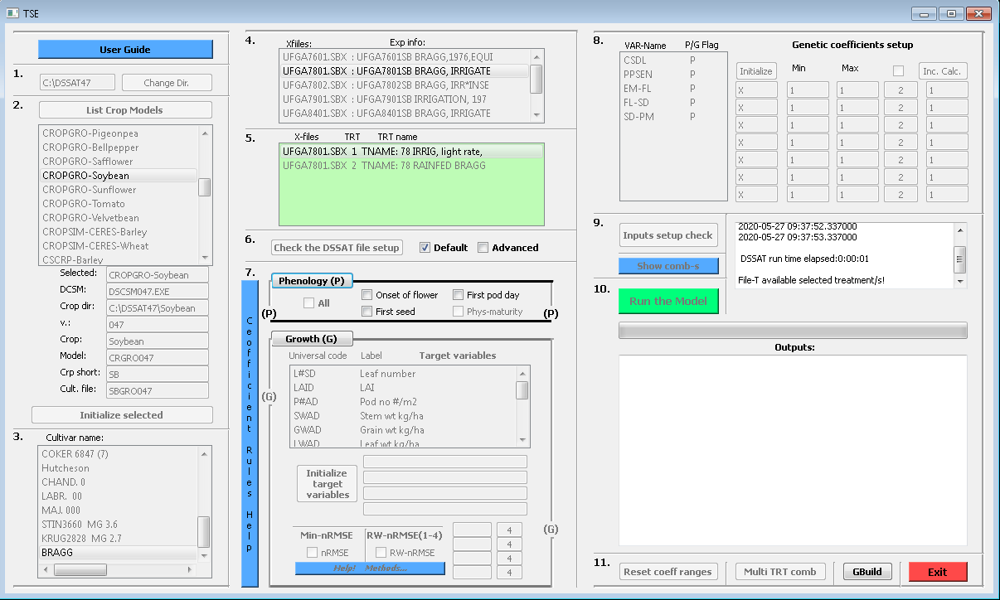 TSE
User Guide
1.
C:\DSSAT47
Change Dir.
2.
List Crop Models
CROPGRO-Pigeonpea
CROPGRO-Bellpepper
CROPGRO-Safflower
CROPGRO-Soybean
CROPGRO-Sunflower
CROPGRO-Tomato
CROPGRO-Velvetbean
CROPSIM-CERES-Barley
CROPSIM-CERES-Wheat
CSCRP-Barley
Selected: CROPGRO-Soybean
DCSM: DSCSM047.EXE
Crop dir: C:\DSSAT47\Soybean
v.: 047
Crop: Soybean
Model: CRGRO047
Crp short: SB
Cult. file: SBGRO047
Initialize selected
3.
Cultivar name:
COKER 6847 (7)
Hutcheson
CHAND. 0
LABR. 00
MAJ. 000
STIN3660 MG 3.6
KRUG2828 MG 2.7
BRAGG
4.
Xfiiles: Exp info:
UFGA7601.SBX : UFGA7601SB BRAGG,1976,EQUI
UFGA7801.SBX : UFGA7801SB BRAGG, IRRIGATE
UFGA7802.SBX : UFGA7802SB BRAGG, IRR*INSE
UFGA7901.SBX : UFGA7901SB IRRIGATION, 197
UFGA8401.SBX : UFGA8401SB BRAGG, IRRIGATE
5.
X-files TRT TRT name
UFGA7801.SBX 1 TNAME: 78 IRRIG, light rate,
UFGA7801.SBX 2 TNAME: 78 RAINFED BRAGG
6.
Check the DSSAT file setup
Default
Advanced
7.
Ceofficient Rules Help
Phenology (P)
All
Onset of flower
First pod day
First seed
Phys-maturity
(P)
(P)
Growth (G)
Universal code Label Target variables
L#SD Leaf number
LAID LAI
P#AD Pod no #/m2
SWAD Stem wt kg/ha
GWAD Grain wt kg/ha
LWAD Leaf wt kg/ha
(G)
Initialize
target
variables
Min-nRMSE
RW-nRMSE(1-4)
nRMSE
RW-nRMSE
4
4
4
4
(G)
Help! Methods...
8.
VAR-Name P/G Flag
CSDL P
PPSEN P
EM-FL P
FL-SD P
SD-PM P
Genetic coefficients setup
Initialize Min Max Inc. Calc.
X 1 1 2 1
X 1 1 2 1
X 1 1 2 1
X 1 1 2 1
X 1 1 2 1
X 1 1 2 1
X 1 1 2 1
9.
Inputs setup check
Show comb-s
2020-05-27 09:37:52.337000
2020-05-27 09:37:53.337000
DSSAT run time elapsed:0:00:01
File-T available selected treatment/s!
10.
Run the Model
Outputs:
11.
Reset coeff ranges
Multi TRT comb
GBuild
Exit